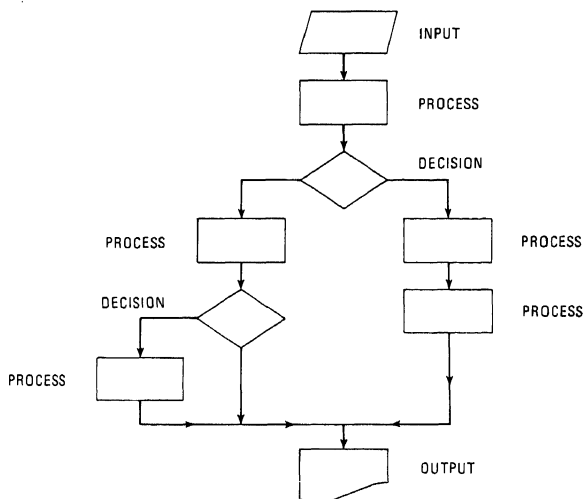 INPUT
PROCESS
DECISION
PROCESS
PROCESS
DECISION
PROCESS
PROCESS
OUTPUT